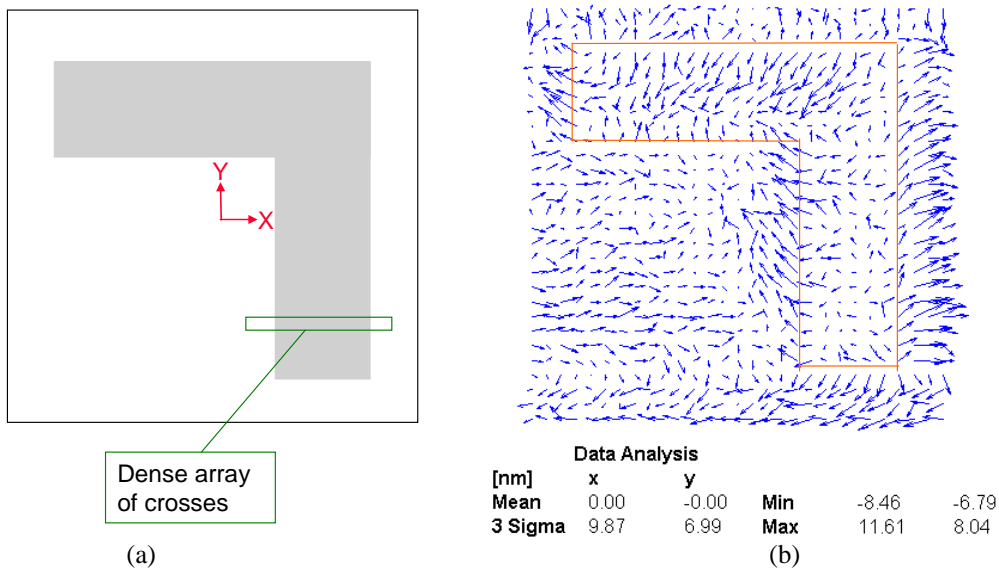 Y
X
Dense array
of crosses
(a)
Data Analysis
[nm] x y
Mean 0.00 -0.00 Min -8.46 -6.79
3 Sigma 9.87 6.99 Max 11.61 8.04
(b)